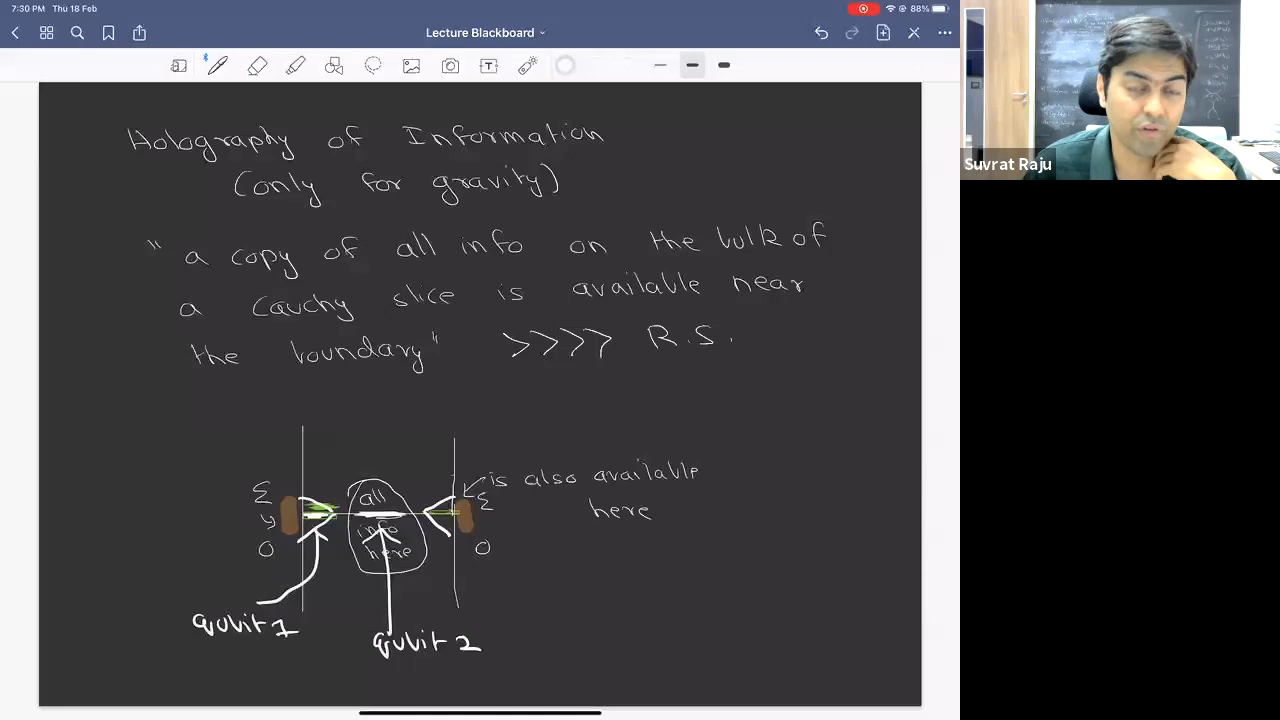 7:30 PM Thu 18 Feb
88%
Lecture Blackboard
Suvrat Raju
Holography of Information
(only for gravity)
" a copy of all info on the bulk of
a Cauchy slice is available near
the boundary" >>>> R.S.
is also available
here
all
info
here
ε
ε
0
0
qubit 1
qubit 2